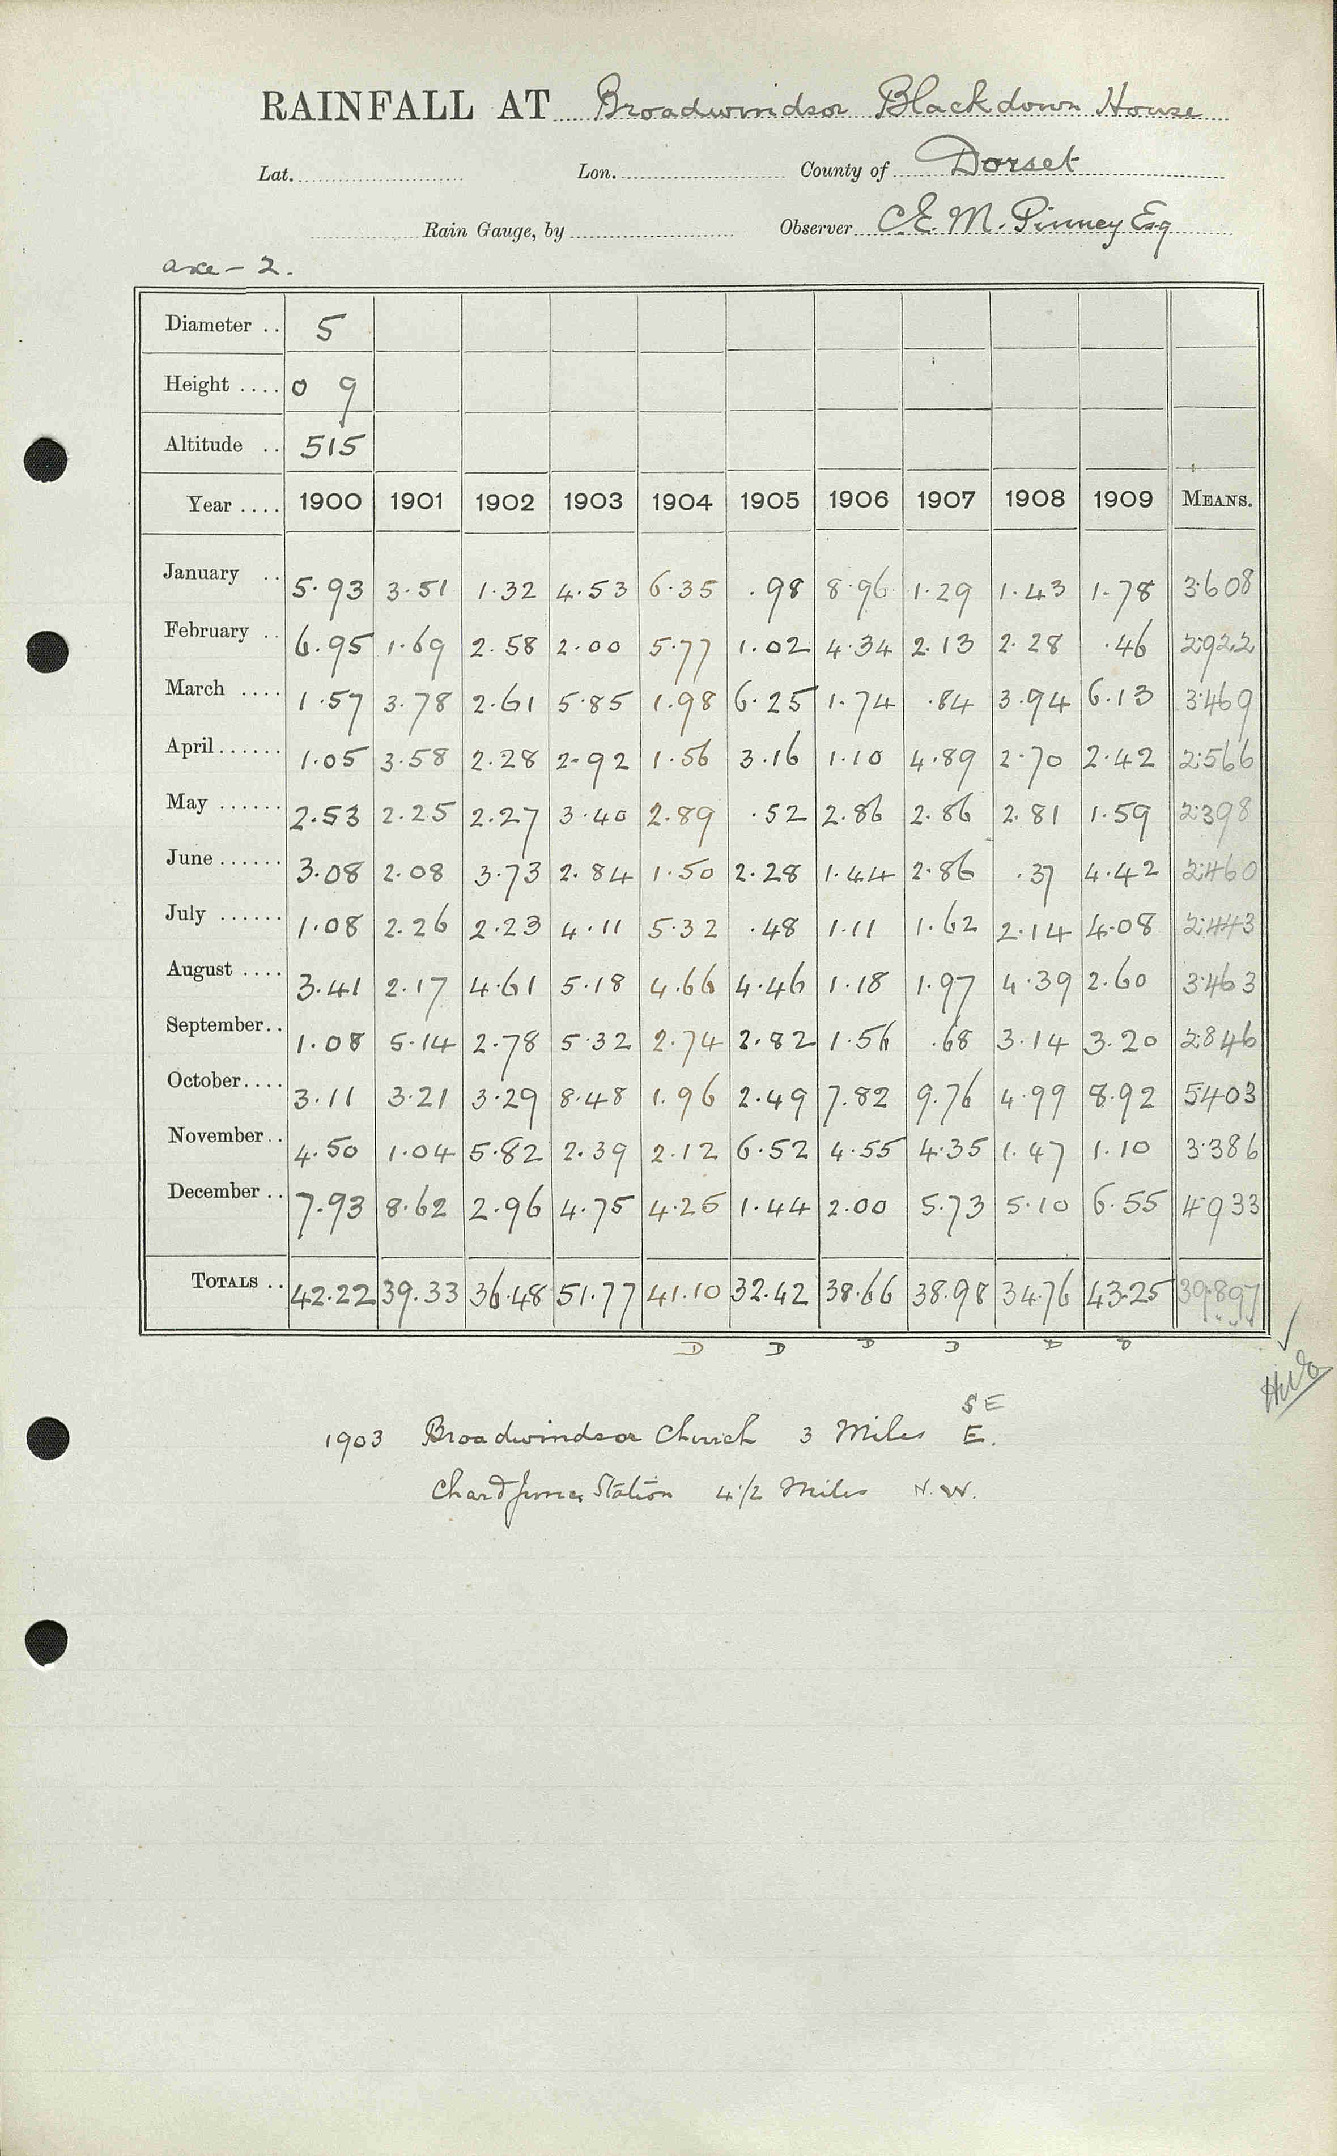 RAINFALL AT Broadwindsor Blackdown House
Lat. Lon. County of Dorset
Rain Gauge, by Observer C.E. M. Pinney Esq
axe - 2.
Diameter .. 5
Height .... 0 9
Altitude .. 515
Year .... 1900 1901 1902 1903 1904 1905 1906 1907 1908 1909 MEANS.
January .. 5.93 3.51 1.32 4.53 6.35 .98 8.96 1.29 1.43 1.78 3.608
February .. 6.95 1.69 2.58 2.00 5.77 1.02 4.34 2.13 2.28 .46 2.922
March .... 1.57 3.78 2.61 5.85 1.98 6.25 1.74 .84 3.94 6.13 3.469
April...... 1.05 3.58 2.28 2.92 1.56 3.16 1.10 4.89 2.70 2.42 2.566
May ...... 2.53 2.25 2.27 3.40 2.89 .52 2.86 2.86 2.81 1.59 2.398
June...... 3.08 2.08 3.73 2.84 1.50 2.28 1.44 2.86 .37 4.42 2.460
July ...... 1.08 2.26 2.23 4.11 5.32 .48 1.11 1.62 2.14 4.08 2.443
August .... 3.41 2.17 4.61 5.18 4.66 4.46 1.18 1.97 4.39 2.60 3.463
September.. 1.08 5.14 2.78 5.32 2.74 2.82 1.56 .68 3.14 3.20 2.846
October.... 3.11 3.21 3.29 8.48 1.96 2.49 7.82 9.76 4.99 8.92 5.403
November.. 4.50 1.04 5.82 2.39 2.12 6.52 4.55 4.35 1.47 1.10 3.386
December .. 7.93 8.62 2.96 4.75 4.25 1.44 2.00 5.73 5.10 6.55 4.933
TOTALS .. 42.22 39.33 36.48 51.77 41.10 32.42 38.66 38.98 34.76 43.25 39.897
D D D D D D
S E
1903 Broadwindsor Church 3 Miles E.
Chard Junc. Station 4 1/2 Miles N.W.